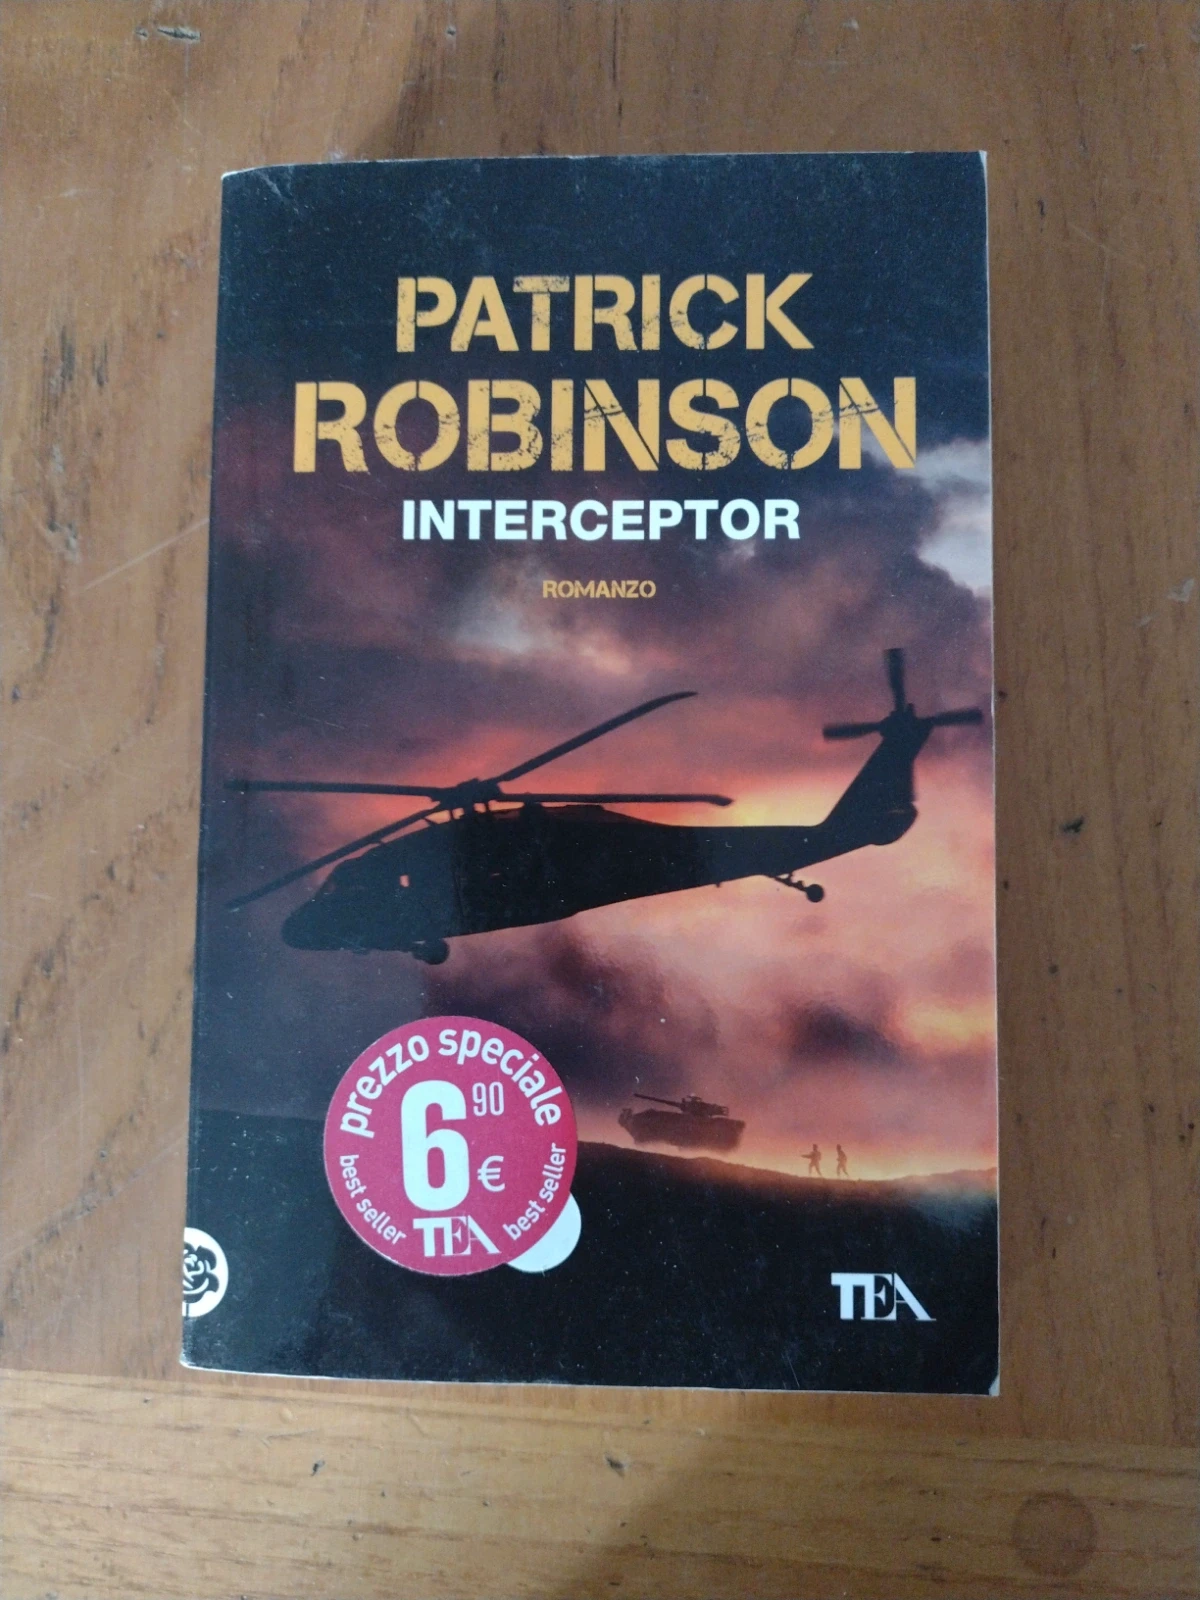 PATRICK
ROBINSON
INTERCEPTOR
ROMANZO
prezzo speciale
6 90
€
best seller
TEA
best seller
TEA